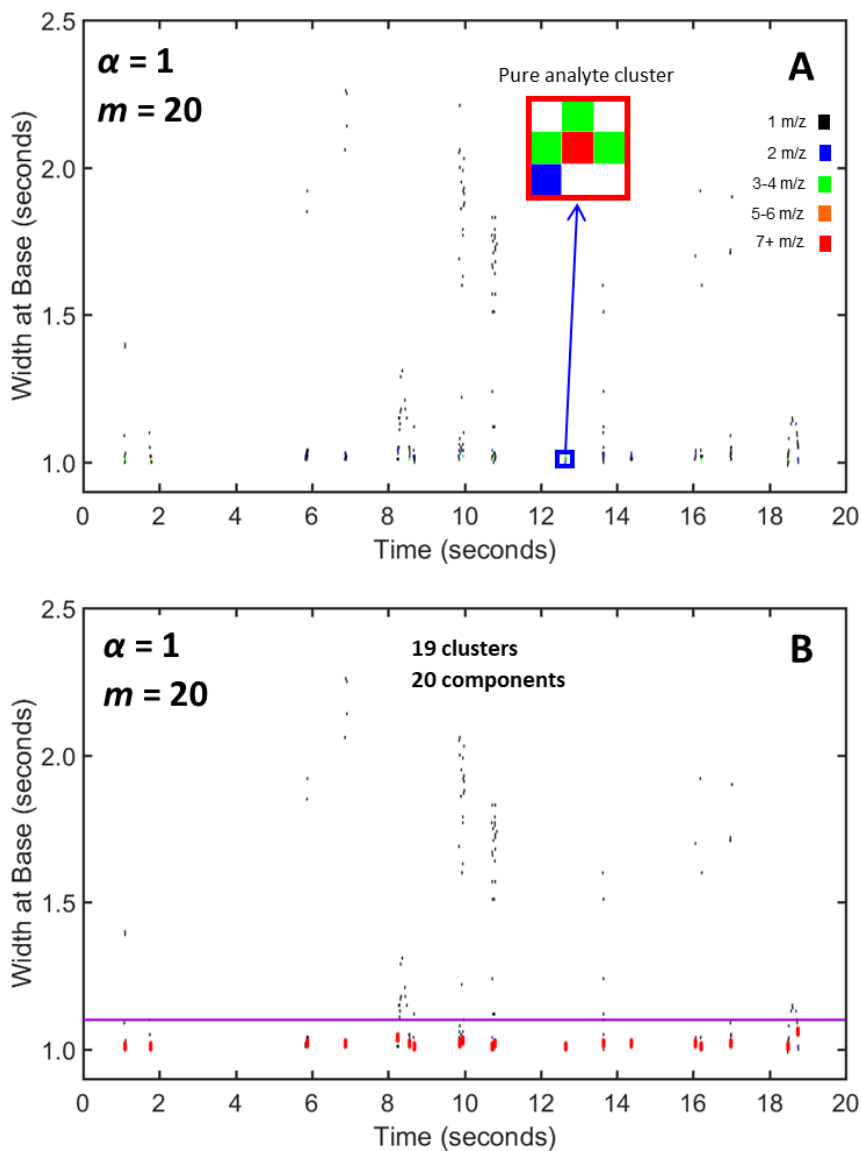 2.5
2.0
1.5
1.0
Width at Base (seconds)
α = 1
m = 20
Pure analyte cluster
A
1 m/z
2 m/z
3-4 m/z
5-6 m/z
7+ m/z
0 2 4 6 8 10 12 14 16 18 20
Time (seconds)
2.5
2.0
1.5
1.0
Width at Base (seconds)
α = 1
m = 20
19 clusters
20 components
B
0 2 4 6 8 10 12 14 16 18 20
Time (seconds)